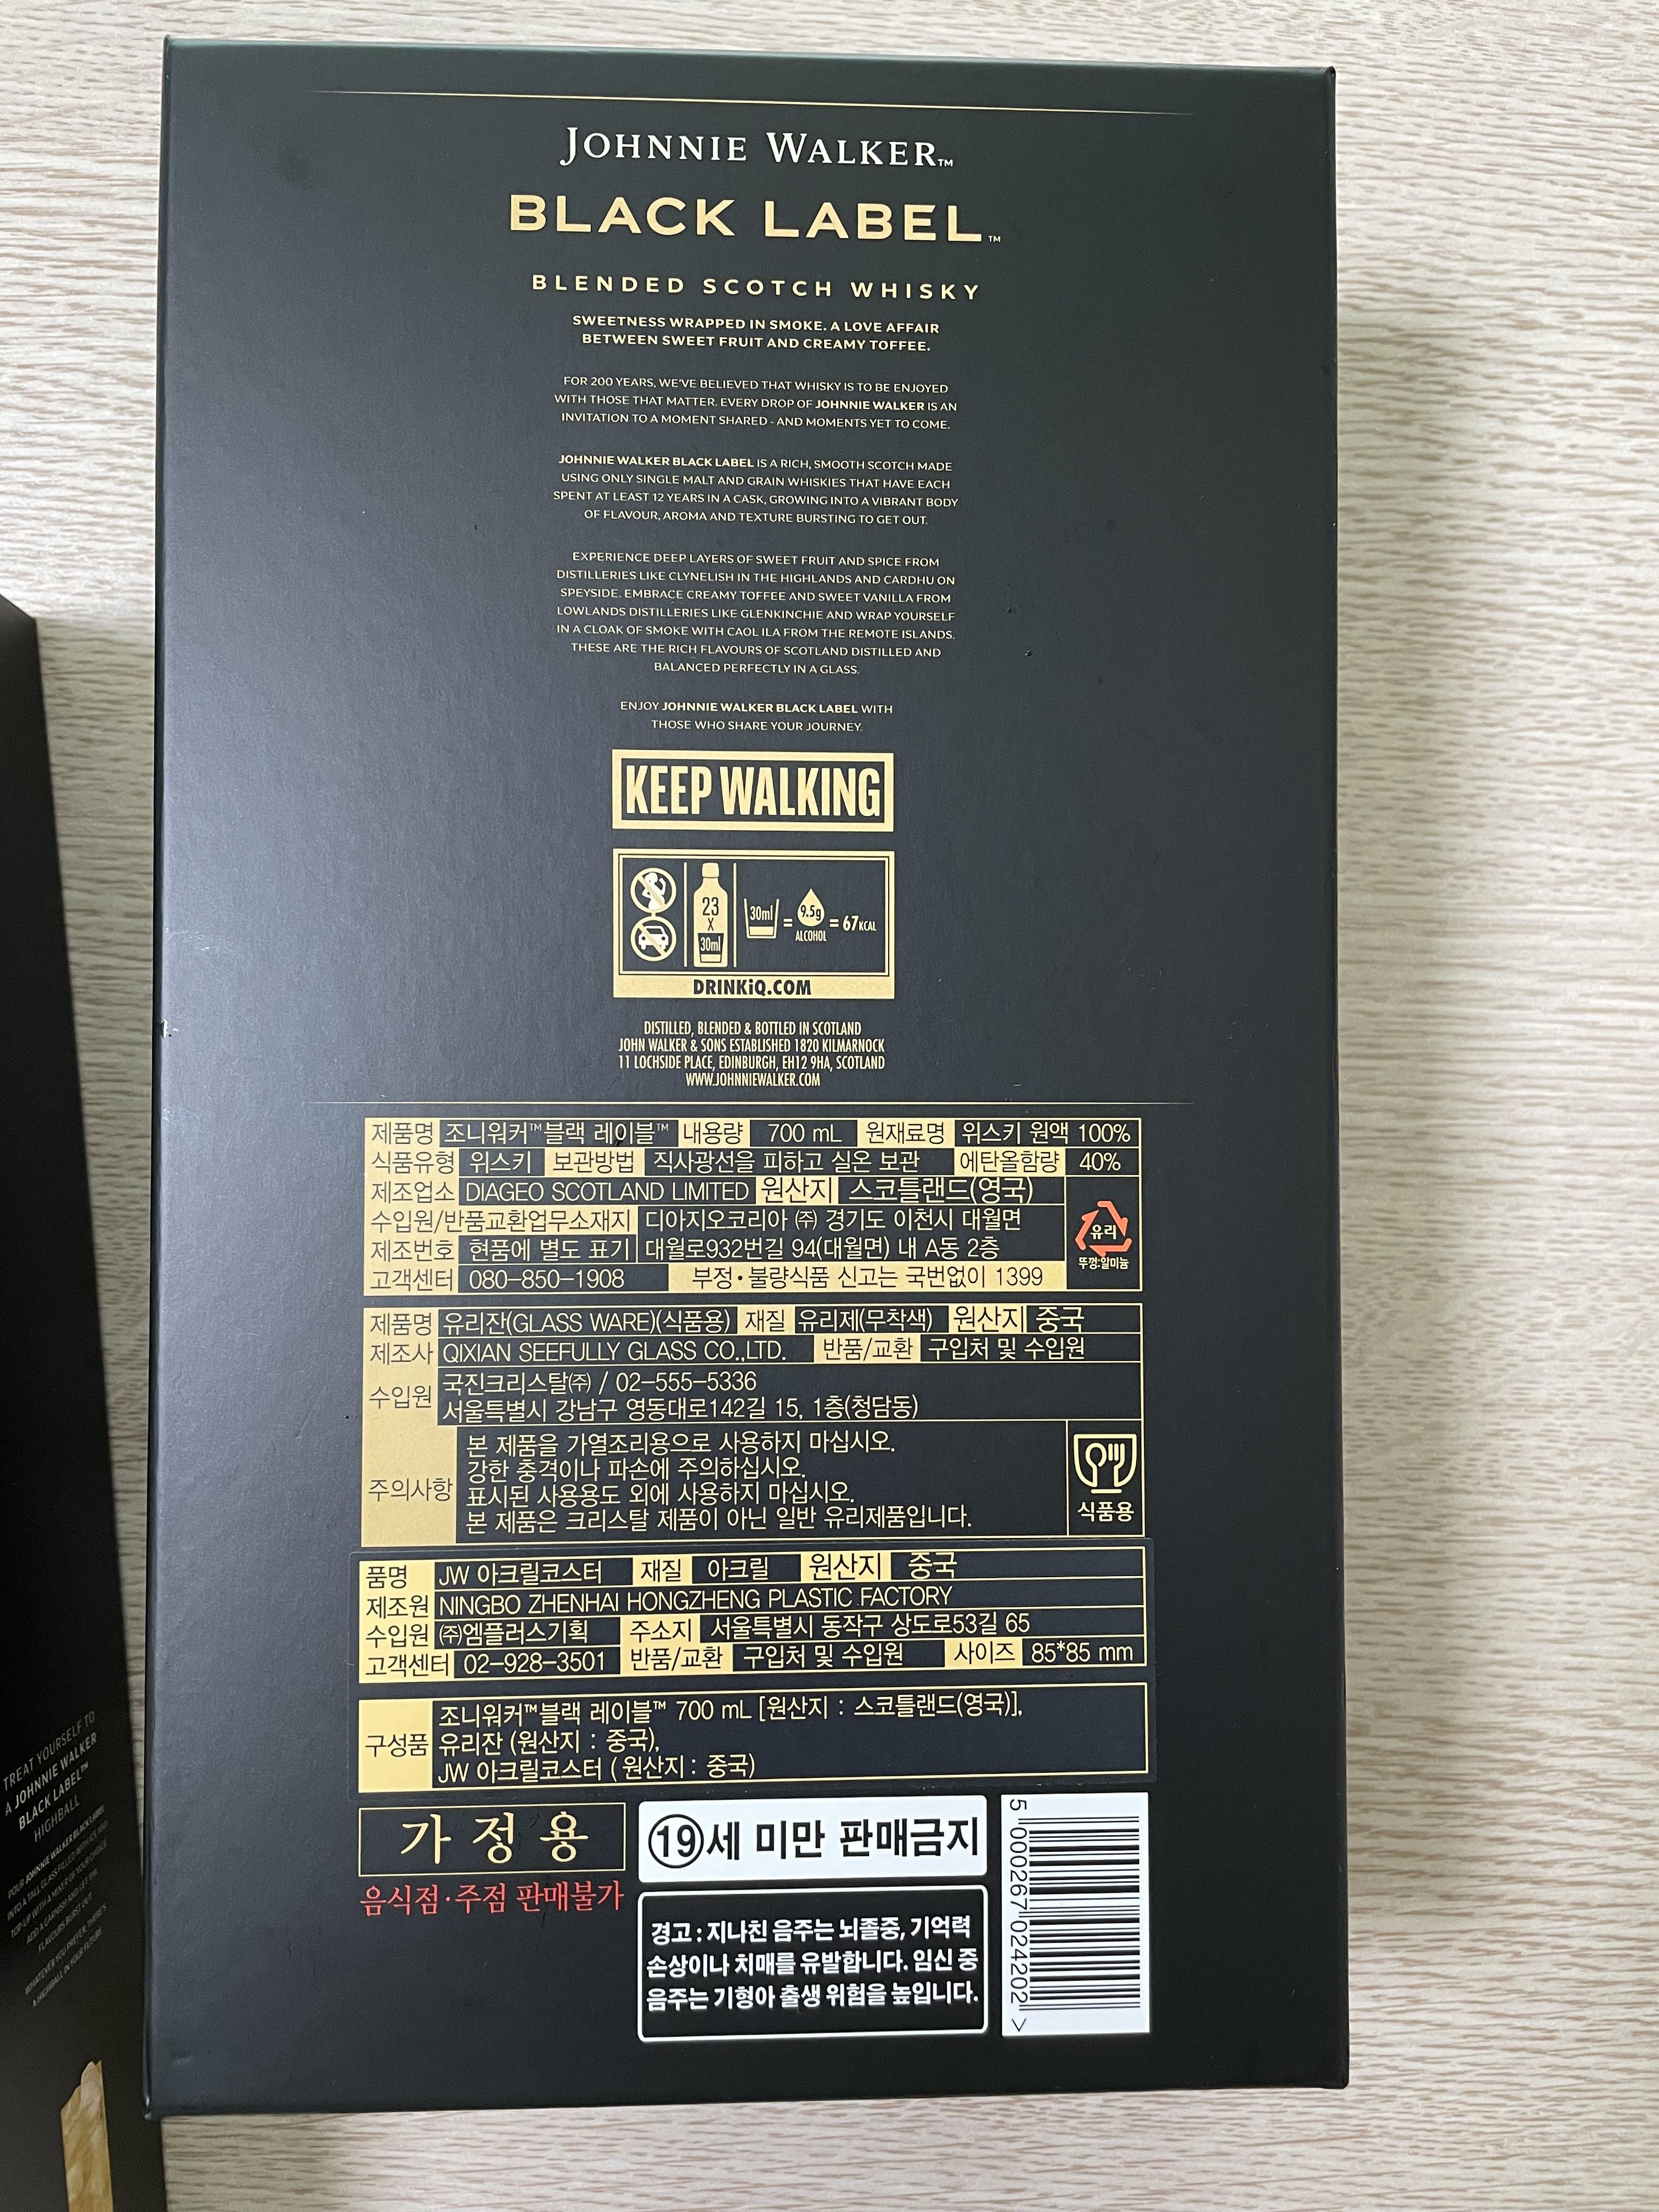 JOHNNIE WALKER™
BLACK LABEL™
BLENDED SCOTCH WHISKY
SWEETNESS WRAPPED IN SMOKE. A LOVE AFFAIR
BETWEEN SWEET FRUIT AND CREAMY TOFFEE.
FOR 200 YEARS, WE'VE BELIEVED THAT WHISKY IS TO BE ENJOYED
WITH THOSE THAT MATTER. EVERY DROP OF JOHNNIE WALKER IS AN
INVITATION TO A MOMENT SHARED - AND MOMENTS YET TO COME.
JOHNNIE WALKER BLACK LABEL IS A RICH, SMOOTH SCOTCH MADE
USING ONLY SINGLE MALT AND GRAIN WHISKIES THAT HAVE EACH
SPENT AT LEAST 12 YEARS IN A CASK, GROWING INTO A VIBRANT BODY
OF FLAVOUR, AROMA AND TEXTURE BURSTING TO GET OUT.
EXPERIENCE DEEP LAYERS OF SWEET FRUIT AND SPICE FROM
DISTILLERIES LIKE CLYNELISH IN THE HIGHLANDS AND CARDHU ON
SPEYSIDE. EMBRACE CREAMY TOFFEE AND SWEET VANILLA FROM
LOWLANDS DISTILLERIES LIKE GLENKINCHIE AND WRAP YOURSELF
IN A CLOAK OF SMOKE WITH CAOL ILA FROM THE REMOTE ISLANDS.
THESE ARE THE RICH FLAVOURS OF SCOTLAND DISTILLED AND
BALANCED PERFECTLY IN A GLASS.
ENJOY JOHNNIE WALKER BLACK LABEL WITH
THOSE WHO SHARE YOUR JOURNEY.
KEEP WALKING
23 X 30ml 30ml = 9.5g ALCOHOL = 67KCAL
DRINKiQ.COM
DISTILLED, BLENDED & BOTTLED IN SCOTLAND
JOHN WALKER & SONS ESTABLISHED 1820 KILMARNOCK
11 LOCHSIDE PLACE, EDINBURGH, EH12 9HA, SCOTLAND
WWW.JOHNNIEWALKER.COM
제품명 조니워커™블랙 레이블™ 내용량 700 mL 원재료명 위스키 원액 100%
식품유형 위스키 보관방법 직사광선을 피하고 실온 보관 에탄올함량 40%
제조업소 DIAGEO SCOTLAND LIMITED 원산지 스코틀랜드(영국)
수입원/반품교환업무소재지 디아지오코리아 ㈜ 경기도 이천시 대월면
제조번호 현품에 별도 표기 대월로932번길 94(대월면) 내 A동 2층
고객센터 080-850-1908 부정·불량식품 신고는 국번없이 1399
유리
뚜껑:알미늄
제품명 유리잔(GLASS WARE)(식품용) 재질 유리제(무착색) 원산지 중국
제조사 QIXIAN SEEFULLY GLASS CO.,LTD. 반품/교환 구입처 및 수입원
수입원 국진크리스탈㈜ / 02-555-5336
서울특별시 강남구 영동대로142길 15, 1층(청담동)
주의사항 본 제품을 가열조리용으로 사용하지 마십시오.
강한 충격이나 파손에 주의하십시오.
표시된 사용용도 외에 사용하지 마십시오.
본 제품은 크리스탈 제품이 아닌 일반 유리제품입니다.
식품용
품명 JW 아크릴코스터 재질 아크릴 원산지 중국
제조원 NINGBO ZHENHAI HONGZHENG PLASTIC FACTORY
수입원 ㈜엠플러스기획 주소지 서울특별시 동작구 상도로53길 65
고객센터 02-928-3501 반품/교환 구입처 및 수입원 사이즈 85*85 mm
구성품 조니워커™블랙 레이블™ 700 mL [원산지 : 스코틀랜드(영국)],
유리잔 (원산지 : 중국),
JW 아크릴코스터 ( 원산지 : 중국)
가정용
음식점·주점 판매불가
⑲세 미만 판매금지
경고 : 지나친 음주는 뇌졸중, 기억력
손상이나 치매를 유발합니다. 임신 중
음주는 기형아 출생 위험을 높입니다.
5 000267 024202 >
TREAT YOURSELF TO
A JOHNNIE WALKER
BLACK LABEL™
HIGHBALL
POUR JOHNNIE WALKER BLACK LABEL